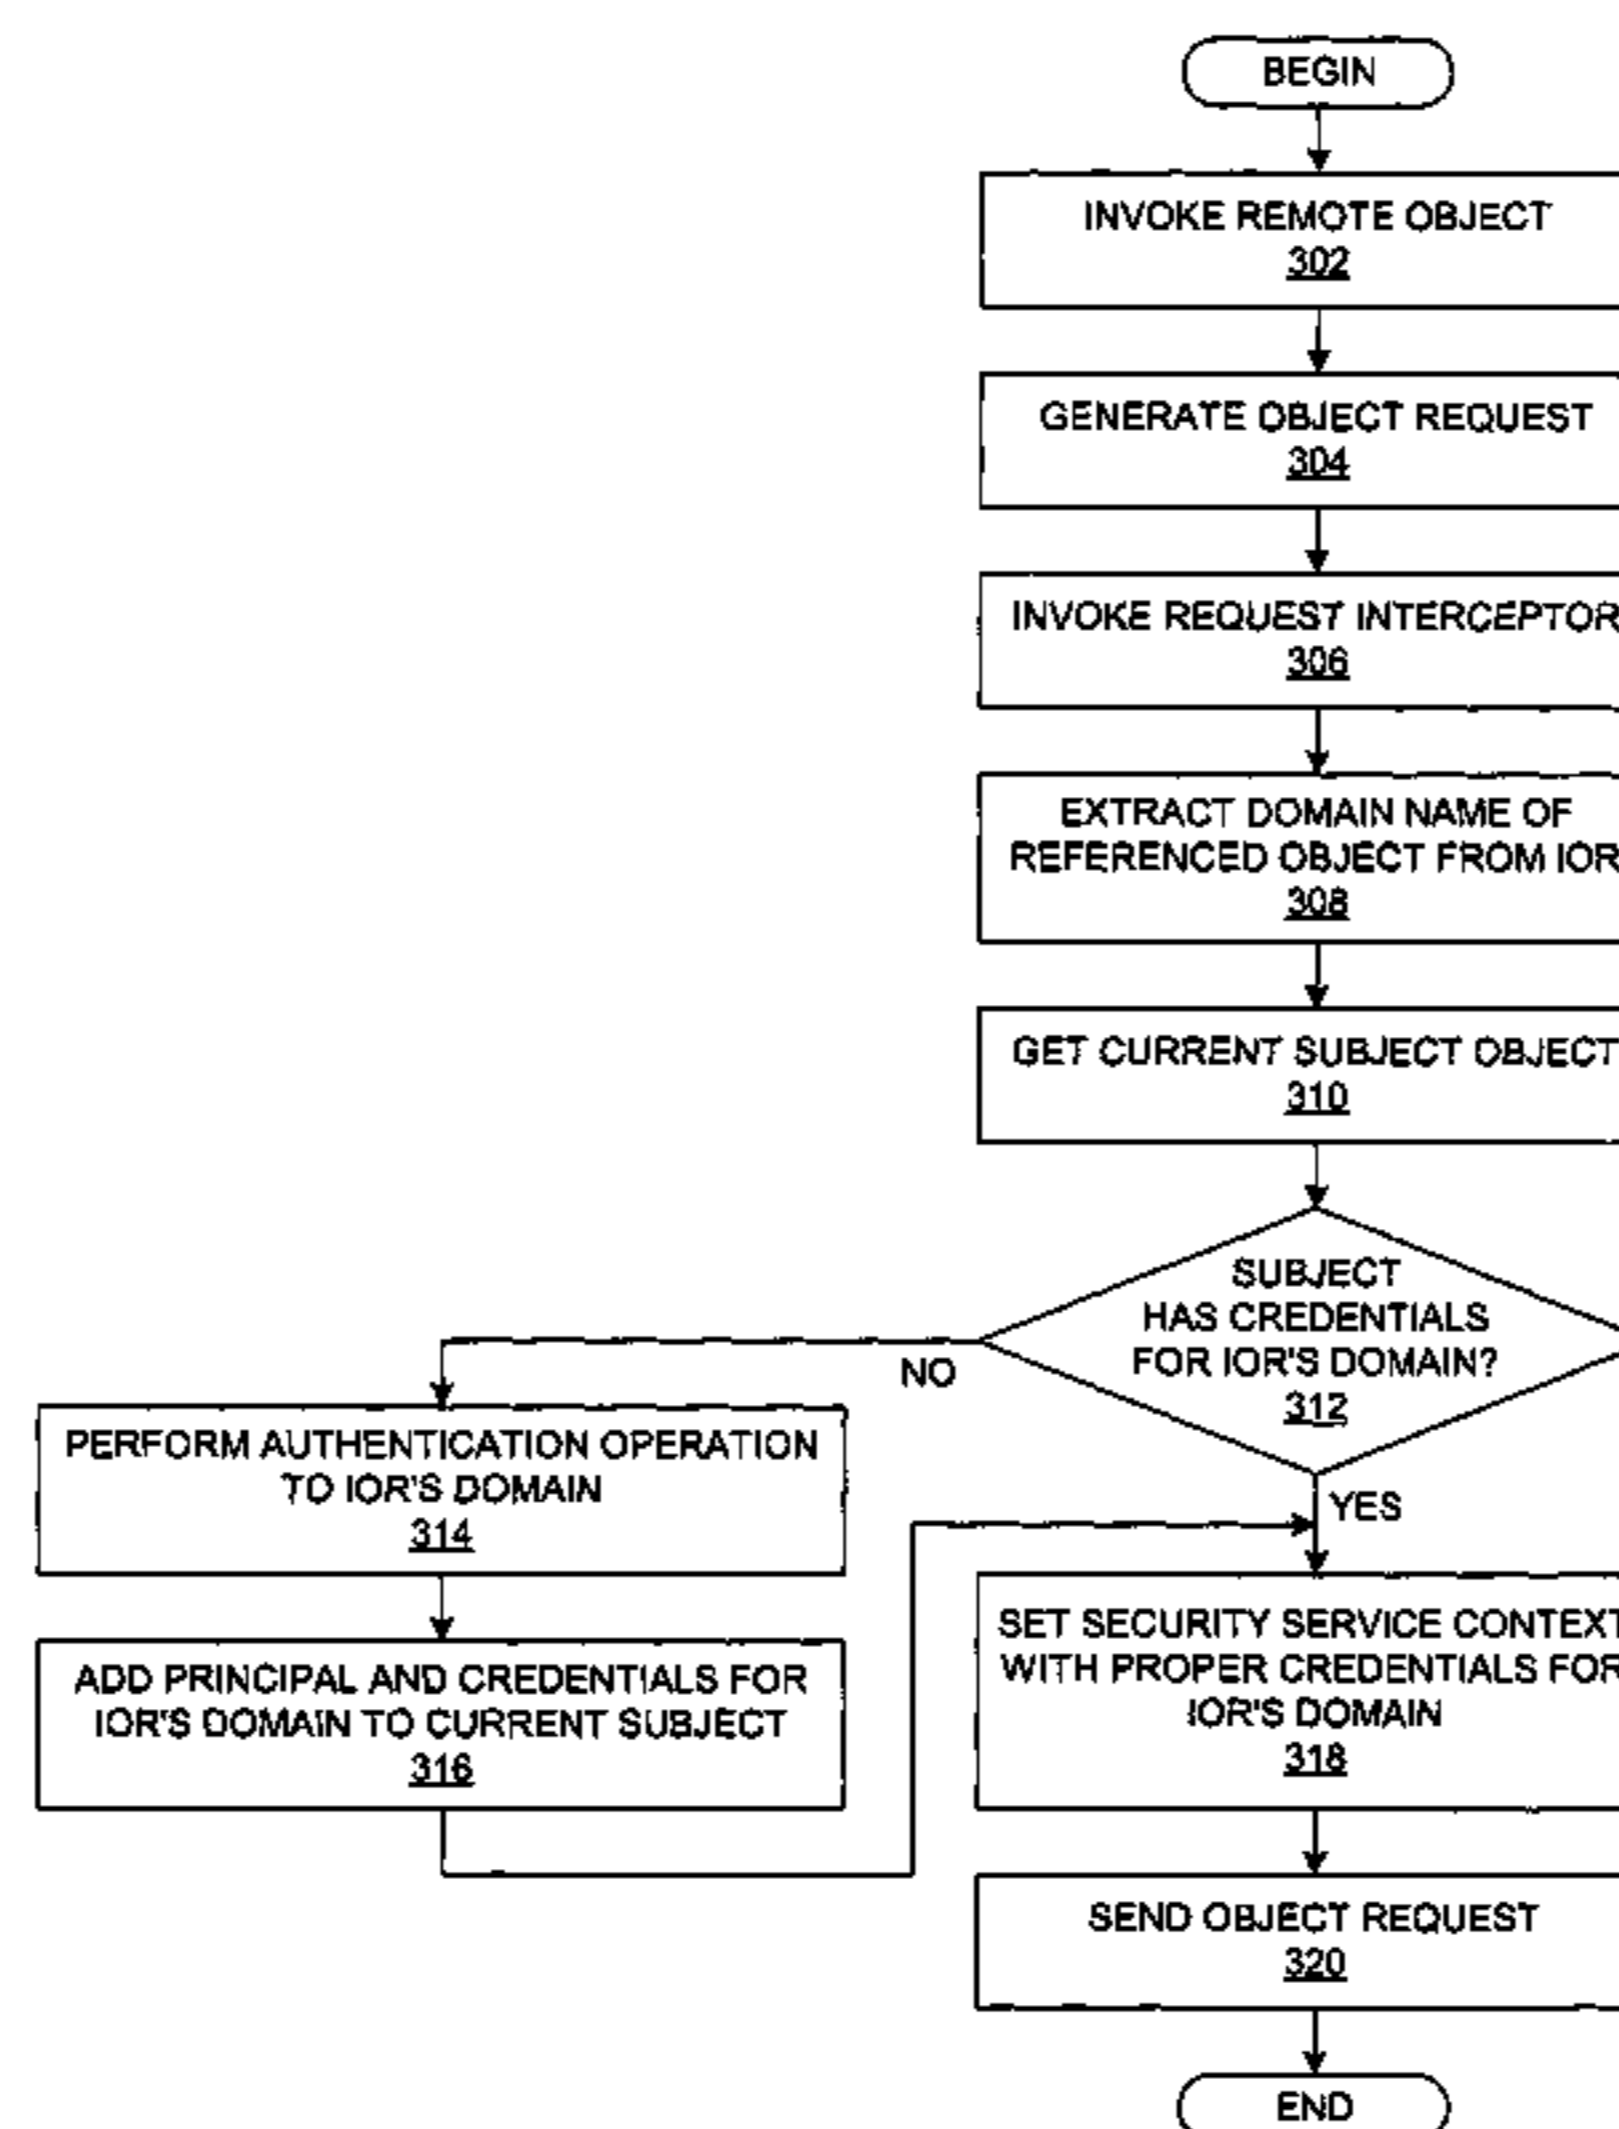 BEGIN
INVOKE REMOTE OBJECT
302
GENERATE OBJECT REQUEST
304
INVOKE REQUEST INTERCEPTOR
306
EXTRACT DOMAIN NAME OF
REFERENCED OBJECT FROM IOR
308
GET CURRENT SUBJECT OBJECT
310
SUBJECT
HAS CREDENTIALS
FOR IOR'S DOMAIN?
312
NO
YES
PERFORM AUTHENTICATION OPERATION
TO IOR'S DOMAIN
314
ADD PRINCIPAL AND CREDENTIALS FOR
IOR'S DOMAIN TO CURRENT SUBJECT
316
SET SECURITY SERVICE CONTEXT
WITH PROPER CREDENTIALS FOR
IOR'S DOMAIN
318
SEND OBJECT REQUEST
320
END